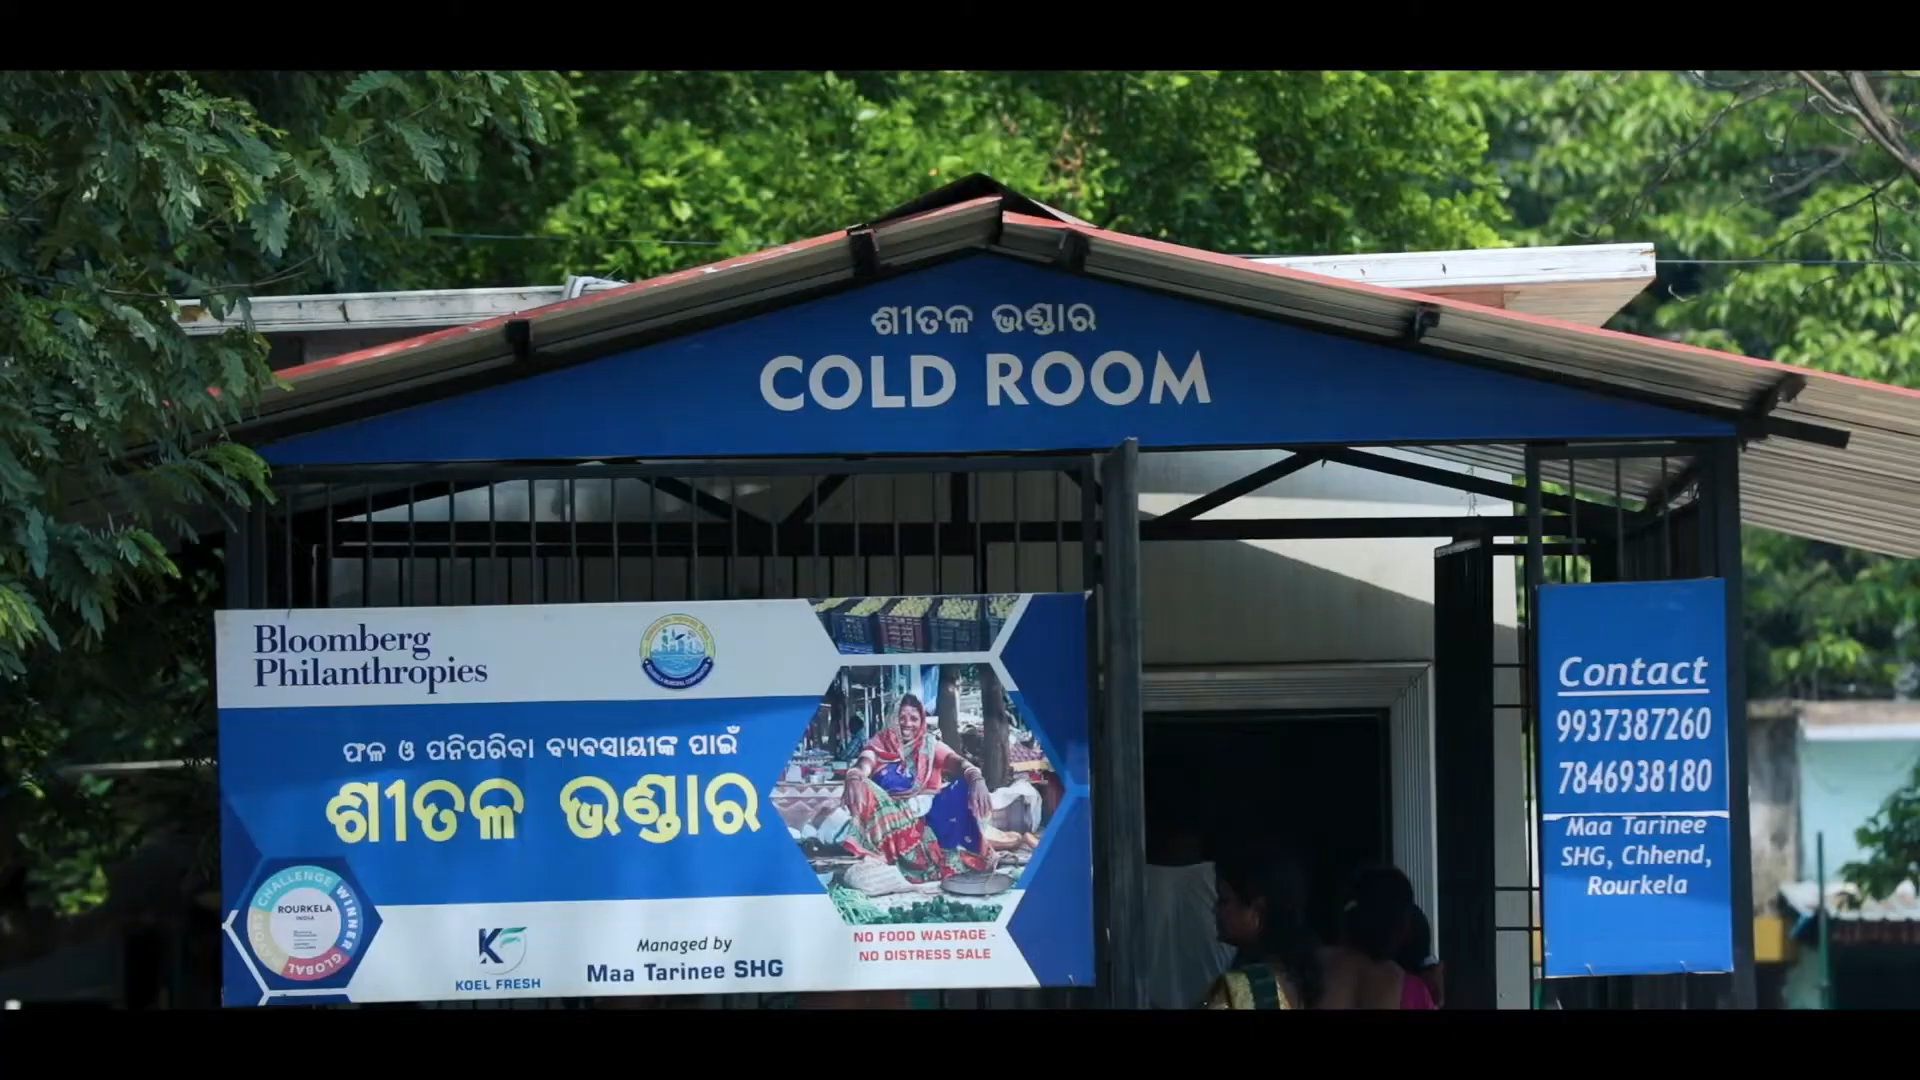 ଶୀତଳ ଭଣ୍ଡାର
COLD ROOM
Bloomberg
Philanthropies
ଫଳ ଓ ପନିପରିବା ବ୍ୟବସାୟୀଙ୍କ ପାଇଁ
ଶୀତଳ ଭଣ୍ଡାର
GLOBAL MAYORS CHALLENGE WINNER
ROURKELA
INDIA
KF
KOEL FRESH
Managed by
Maa Tarinee SHG
NO FOOD WASTAGE -
NO DISTRESS SALE
Contact
9937387260
7846938180
Maa Tarinee
SHG, Chhend,
Rourkela